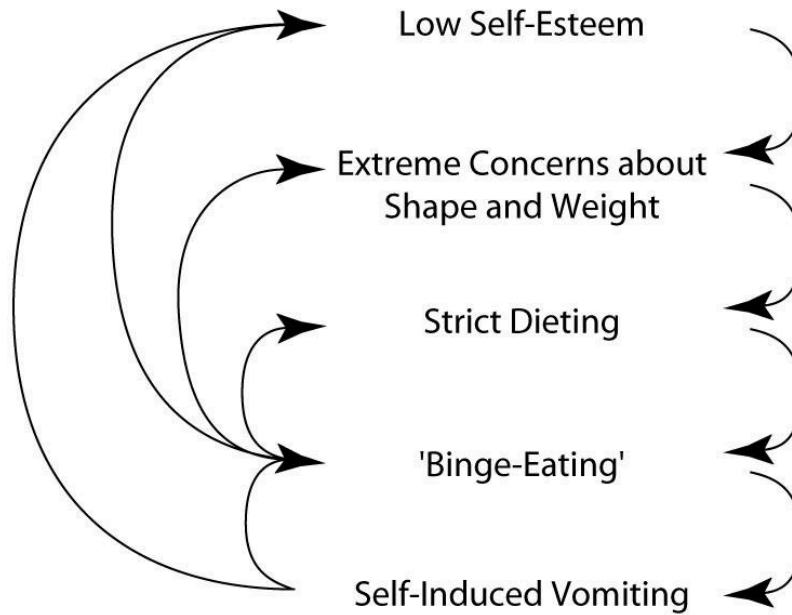 Low Self-Esteem
Extreme Concerns about
Shape and Weight
Strict Dieting
'Binge-Eating'
Self-Induced Vomiting